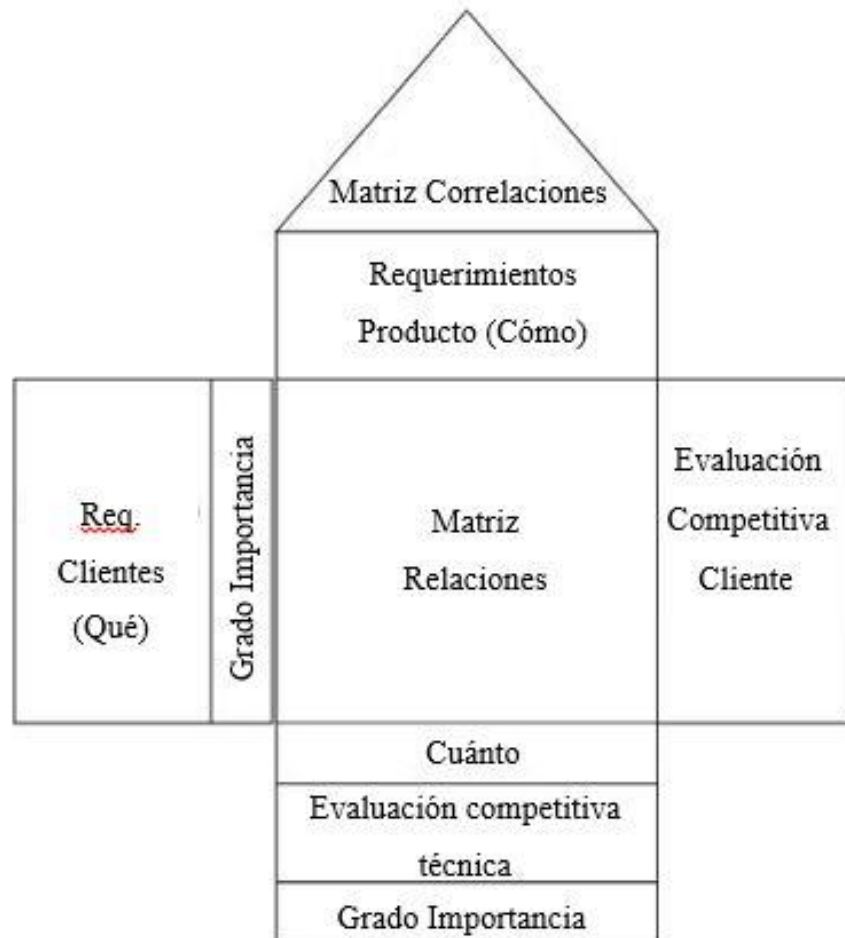 Matriz Correlaciones
Requerimientos
Producto (Cómo)
Req.
Clientes
(Qué)
Grado Importancia
Matriz
Relaciones
Evaluación
Competitiva
Cliente
Cuánto
Evaluación competitiva
técnica
Grado Importancia